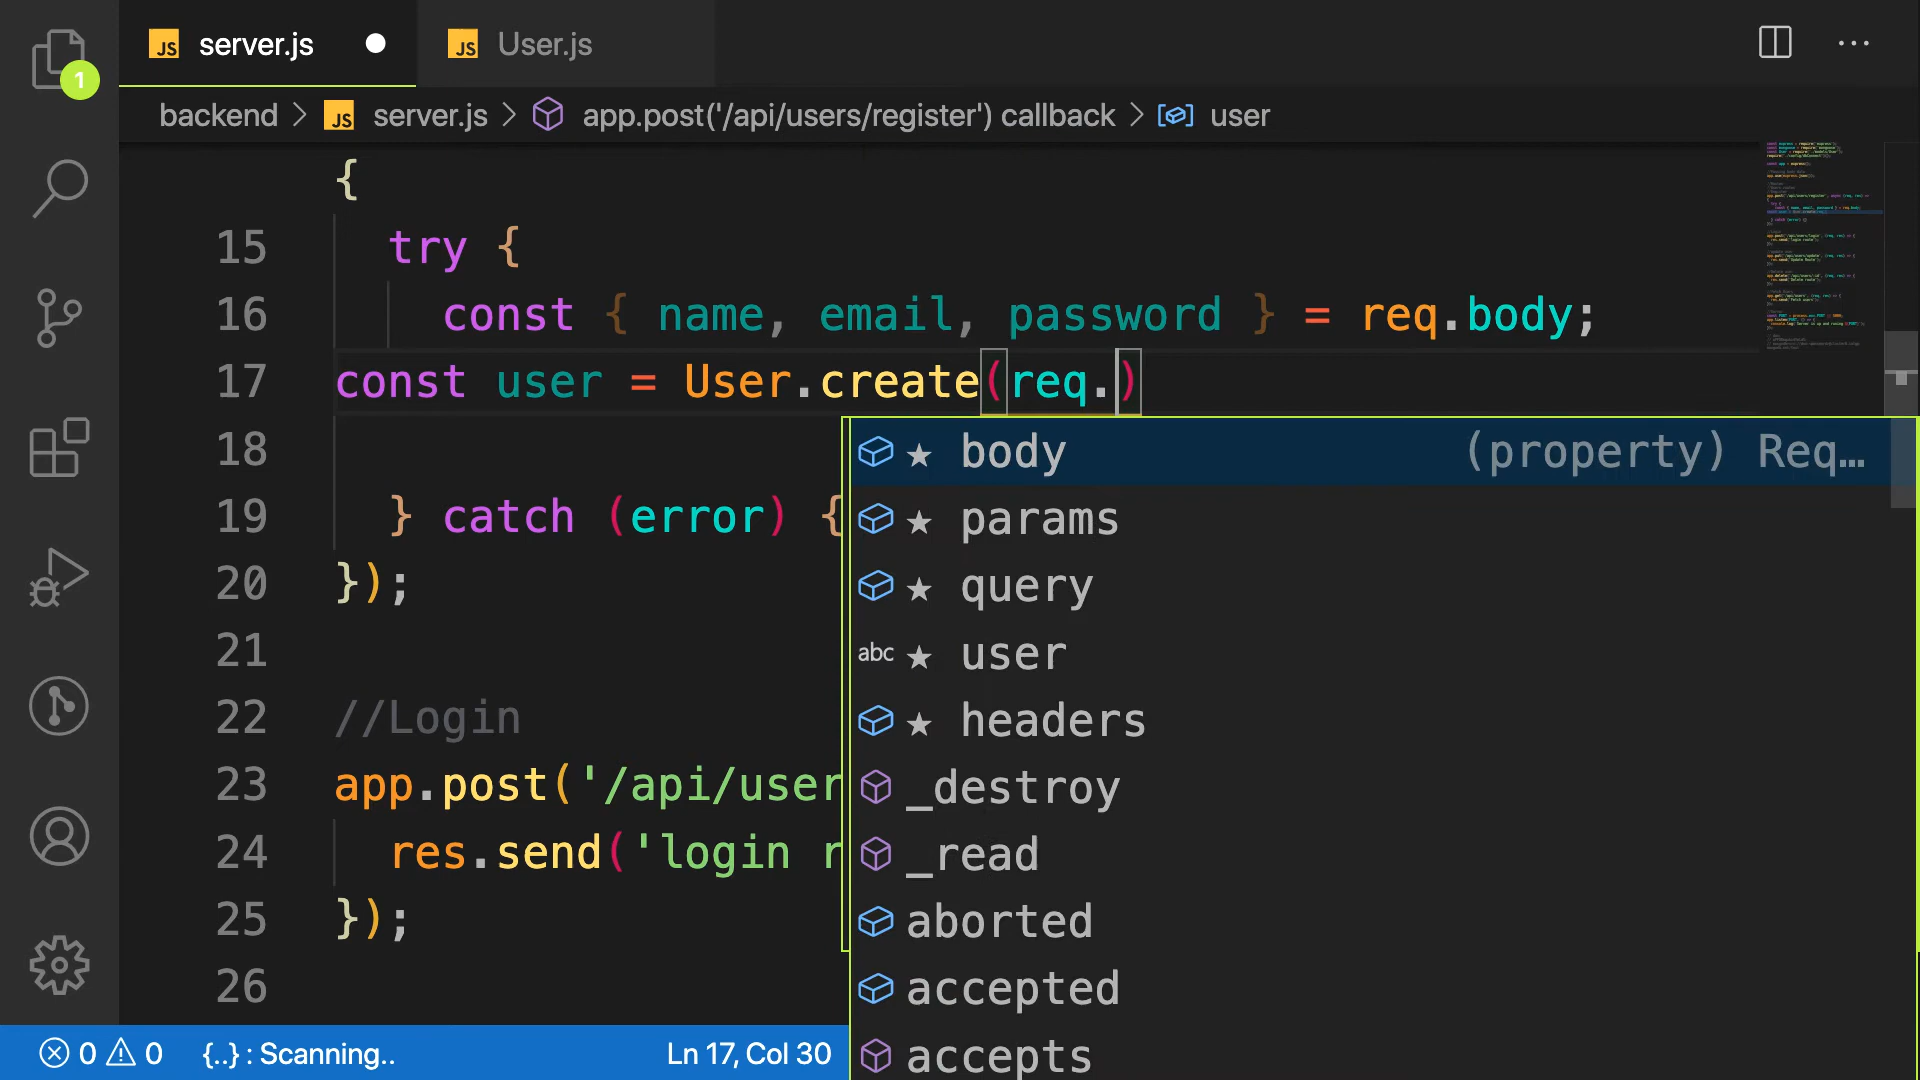 1
JS server.js
JS User.js
backend > JS server.js > app.post('/api/users/register') callback > user
{
15 try {
16 const { name, email, password } = req.body;
17 const user = User.create(req.)
18
19 } catch (error) {
20 });
21
22 //Login
23 app.post('/api/user
24 res.send('login r
25 });
26
body (property) Req…
params
query
abc user
headers
_destroy
_read
aborted
accepted
accepts
0 0 {..} : Scanning.. Ln 17, Col 30